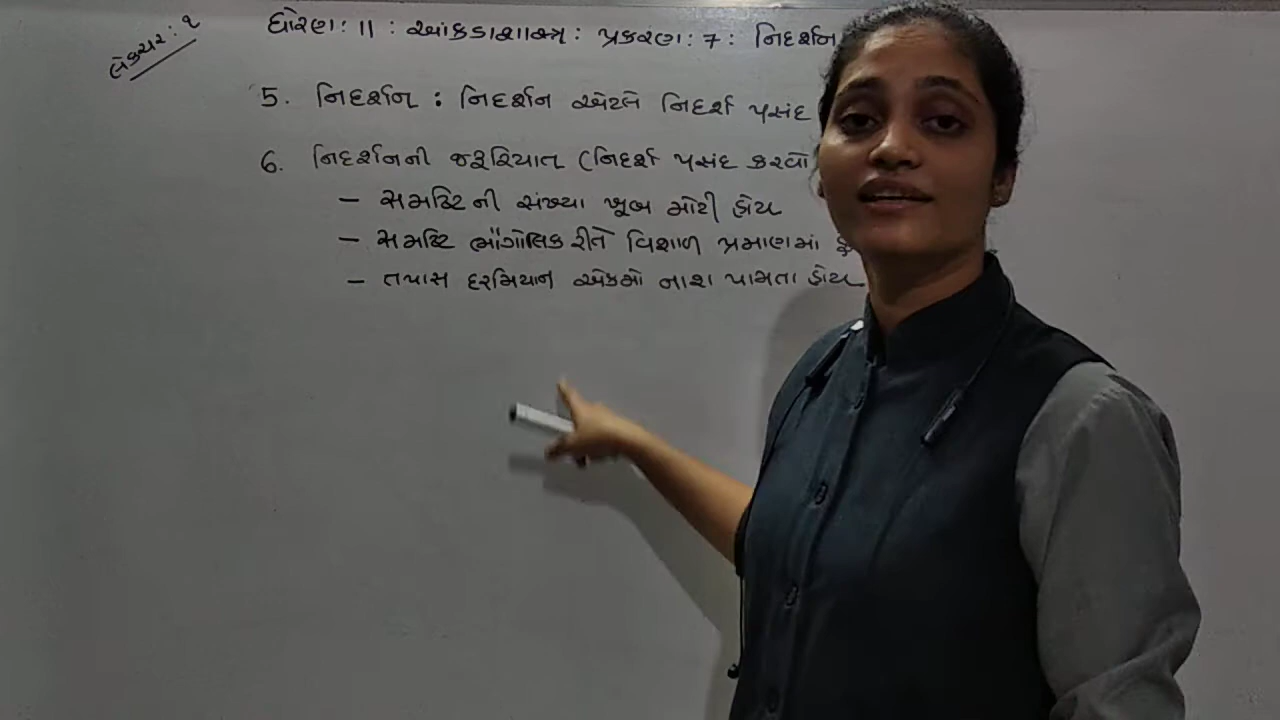 લેક્ચર : ૧
ધોરણ : 11 : આંકડાશાસ્ત્ર : પ્રકરણ : 7 : નિદર્શન
5. નિદર્શન : નિદર્શન એટલે નિદર્શ પસંદ
6. નિદર્શનની જરૂરિયાત (નિદર્શ પસંદ કરવો
– સમષ્ટિની સંખ્યા ખૂબ મોટી હોય
– સમષ્ટિ ભૌગોલિક રીતે વિશાળ પ્રમાણમાં
– તપાસ દરમિયાન એકમો નાશ પામતા હોય